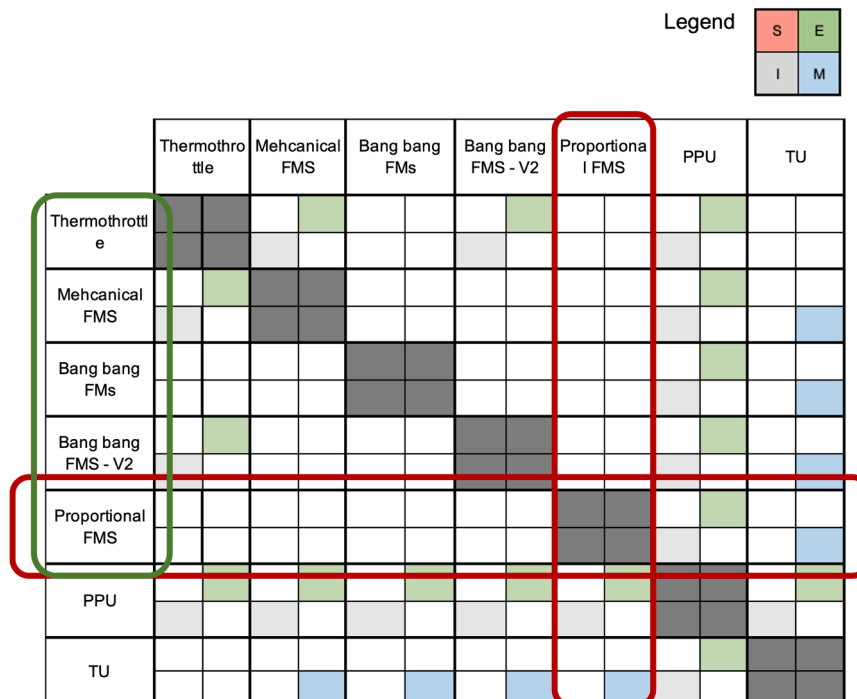 Legend
S E
I M
Thermothro
ttle
Mehcanical
FMS
Bang bang
FMs
Bang bang
FMS - V2
Proportiona
l FMS
PPU
TU
Thermothrottl
e
Mehcanical
FMS
Bang bang
FMs
Bang bang
FMS - V2
Proportional
FMS
PPU
TU